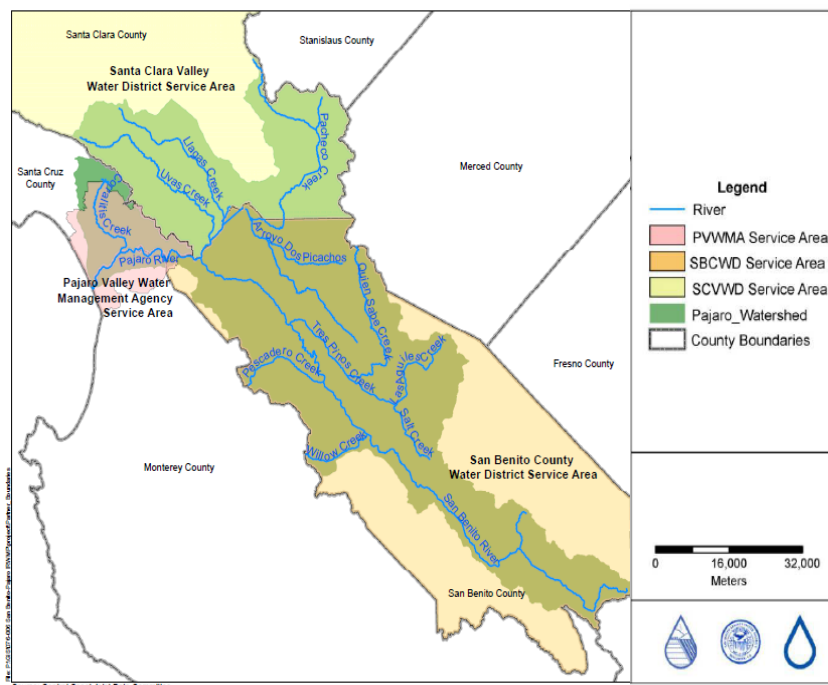 Santa Clara County
Stanislaus County
Santa Clara Valley
Water District Service Area
Pacheco Creek
Llagas Creek
Uvas Creek
Merced County
Santa Cruz
County
Corralitis Creek
Arroyo Dos Picachos
Pajaro River
Quien Saba Creek
Pajaro Valley Water
Management Agency
Service Area
Tres Pinos Creek
Las Aguiles Creek
Pescadero Creek
Fresno County
Salt Creek
Willow Creek
Monterey County
San Benito County
Water District Service Area
San Benito River
San Benito County
Legend
River
PVWMA Service Area
SBCWD Service Area
SCVWD Service Area
Pajaro_Watershed
County Boundaries
0 16,000 32,000
Meters